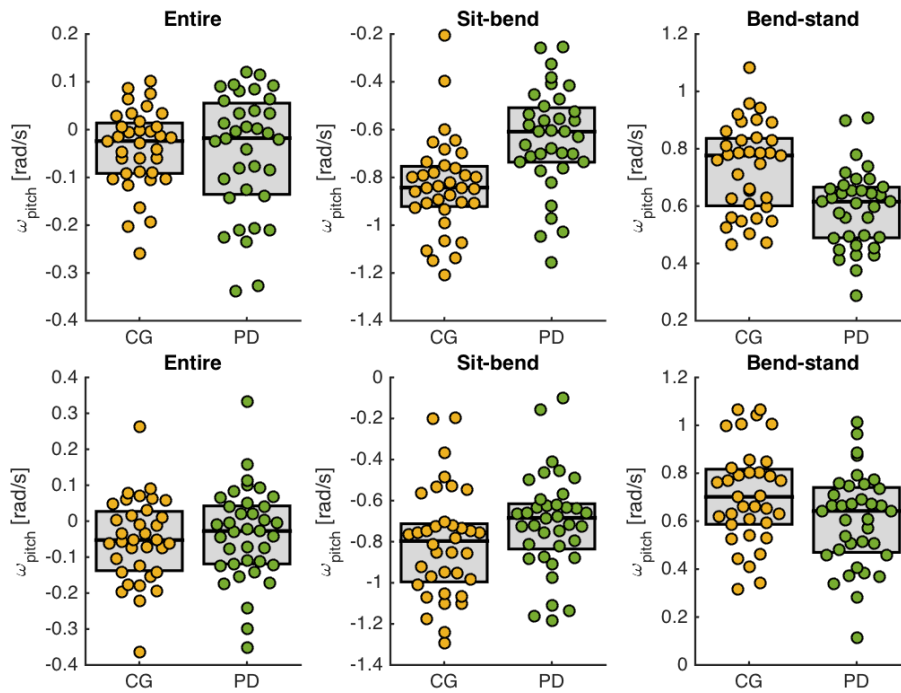 Entire
Sit-bend
Bend-stand
0.2
0.1
0
-0.1
-0.2
-0.3
-0.4
ω_pitch [rad/s]
CG
PD
0
-0.2
-0.4
-0.6
-0.8
-1
-1.2
-1.4
ω_pitch [rad/s]
CG
PD
1.2
1
0.8
0.6
0.4
0.2
ω_pitch [rad/s]
CG
PD
Entire
Sit-bend
Bend-stand
0.4
0.3
0.2
0.1
0
-0.1
-0.2
-0.3
-0.4
ω_pitch [rad/s]
CG
PD
0
-0.2
-0.4
-0.6
-0.8
-1
-1.2
-1.4
ω_pitch [rad/s]
CG
PD
1.2
1
0.8
0.6
0.4
0.2
0
ω_pitch [rad/s]
CG
PD